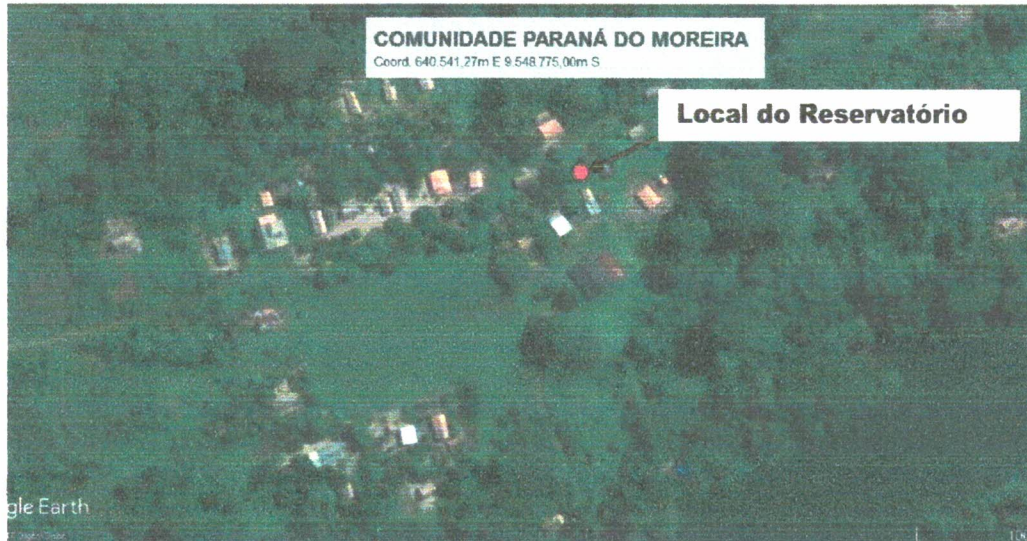 COMUNIDADE PARANÁ DO MOREIRA
Coord. 640.541,27m E 9.548.775,00m S
Local do Reservatório
gle Earth